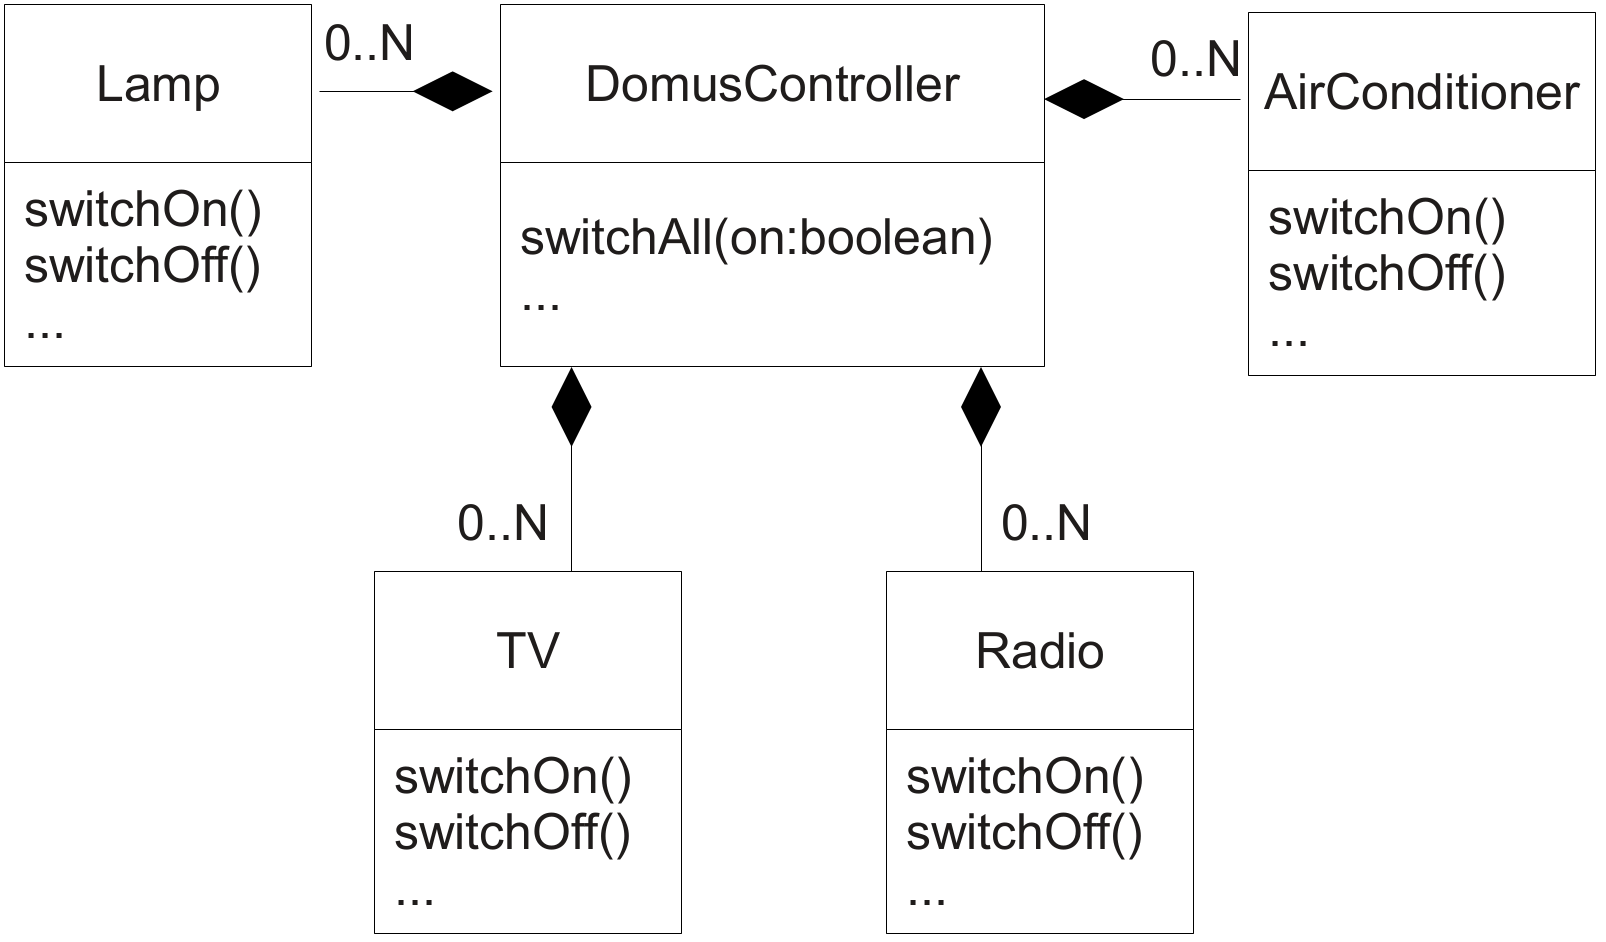 Lamp
switchOn()
switchOff()
...
0..N
DomusController
switchAll(on:boolean)
...
0..N
AirConditioner
switchOn()
switchOff()
...
0..N
TV
switchOn()
switchOff()
...
0..N
Radio
switchOn()
switchOff()
...